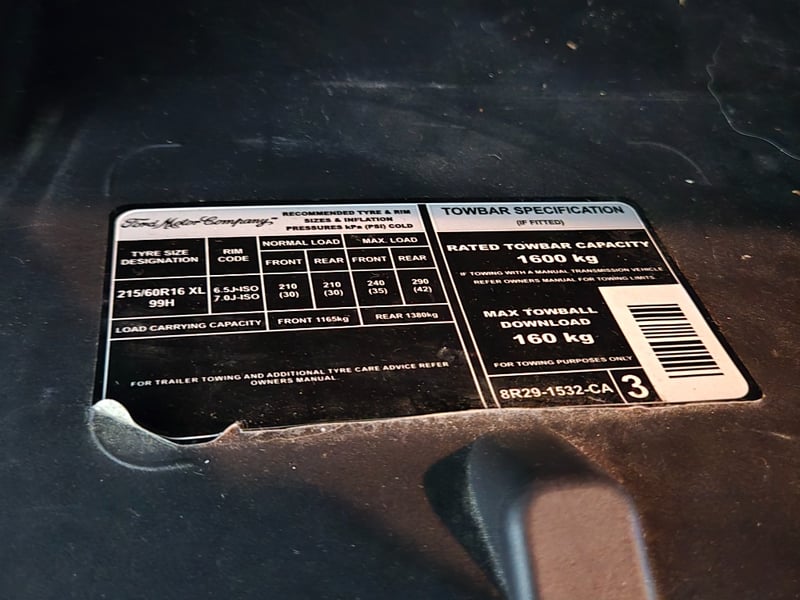 Ford Motor Company™
RECOMMENDED TYRE & RIM
SIZES & INFLATION
PRESSURES kPa (PSI) COLD
TYRE SIZE
DESIGNATION
RIM
CODE
NORMAL LOAD
MAX. LOAD
FRONT
REAR
FRONT
REAR
215/60R16 XL
99H
6.5J-ISO
7.0J-ISO
210
(30)
210
(30)
240
(35)
290
(42)
LOAD CARRYING CAPACITY
FRONT 1165kg
REAR 1380kg
FOR TRAILER TOWING AND ADDITIONAL TYRE CARE ADVICE REFER
OWNERS MANUAL.
TOWBAR SPECIFICATION
(IF FITTED)
RATED TOWBAR CAPACITY
1600 kg
IF TOWING WITH A MANUAL TRANSMISSION VEHICLE
REFER OWNERS MANUAL FOR TOWING LIMITS.
MAX TOWBALL
DOWNLOAD
160 kg
FOR TOWING PURPOSES ONLY
8R29-1532-CA
3